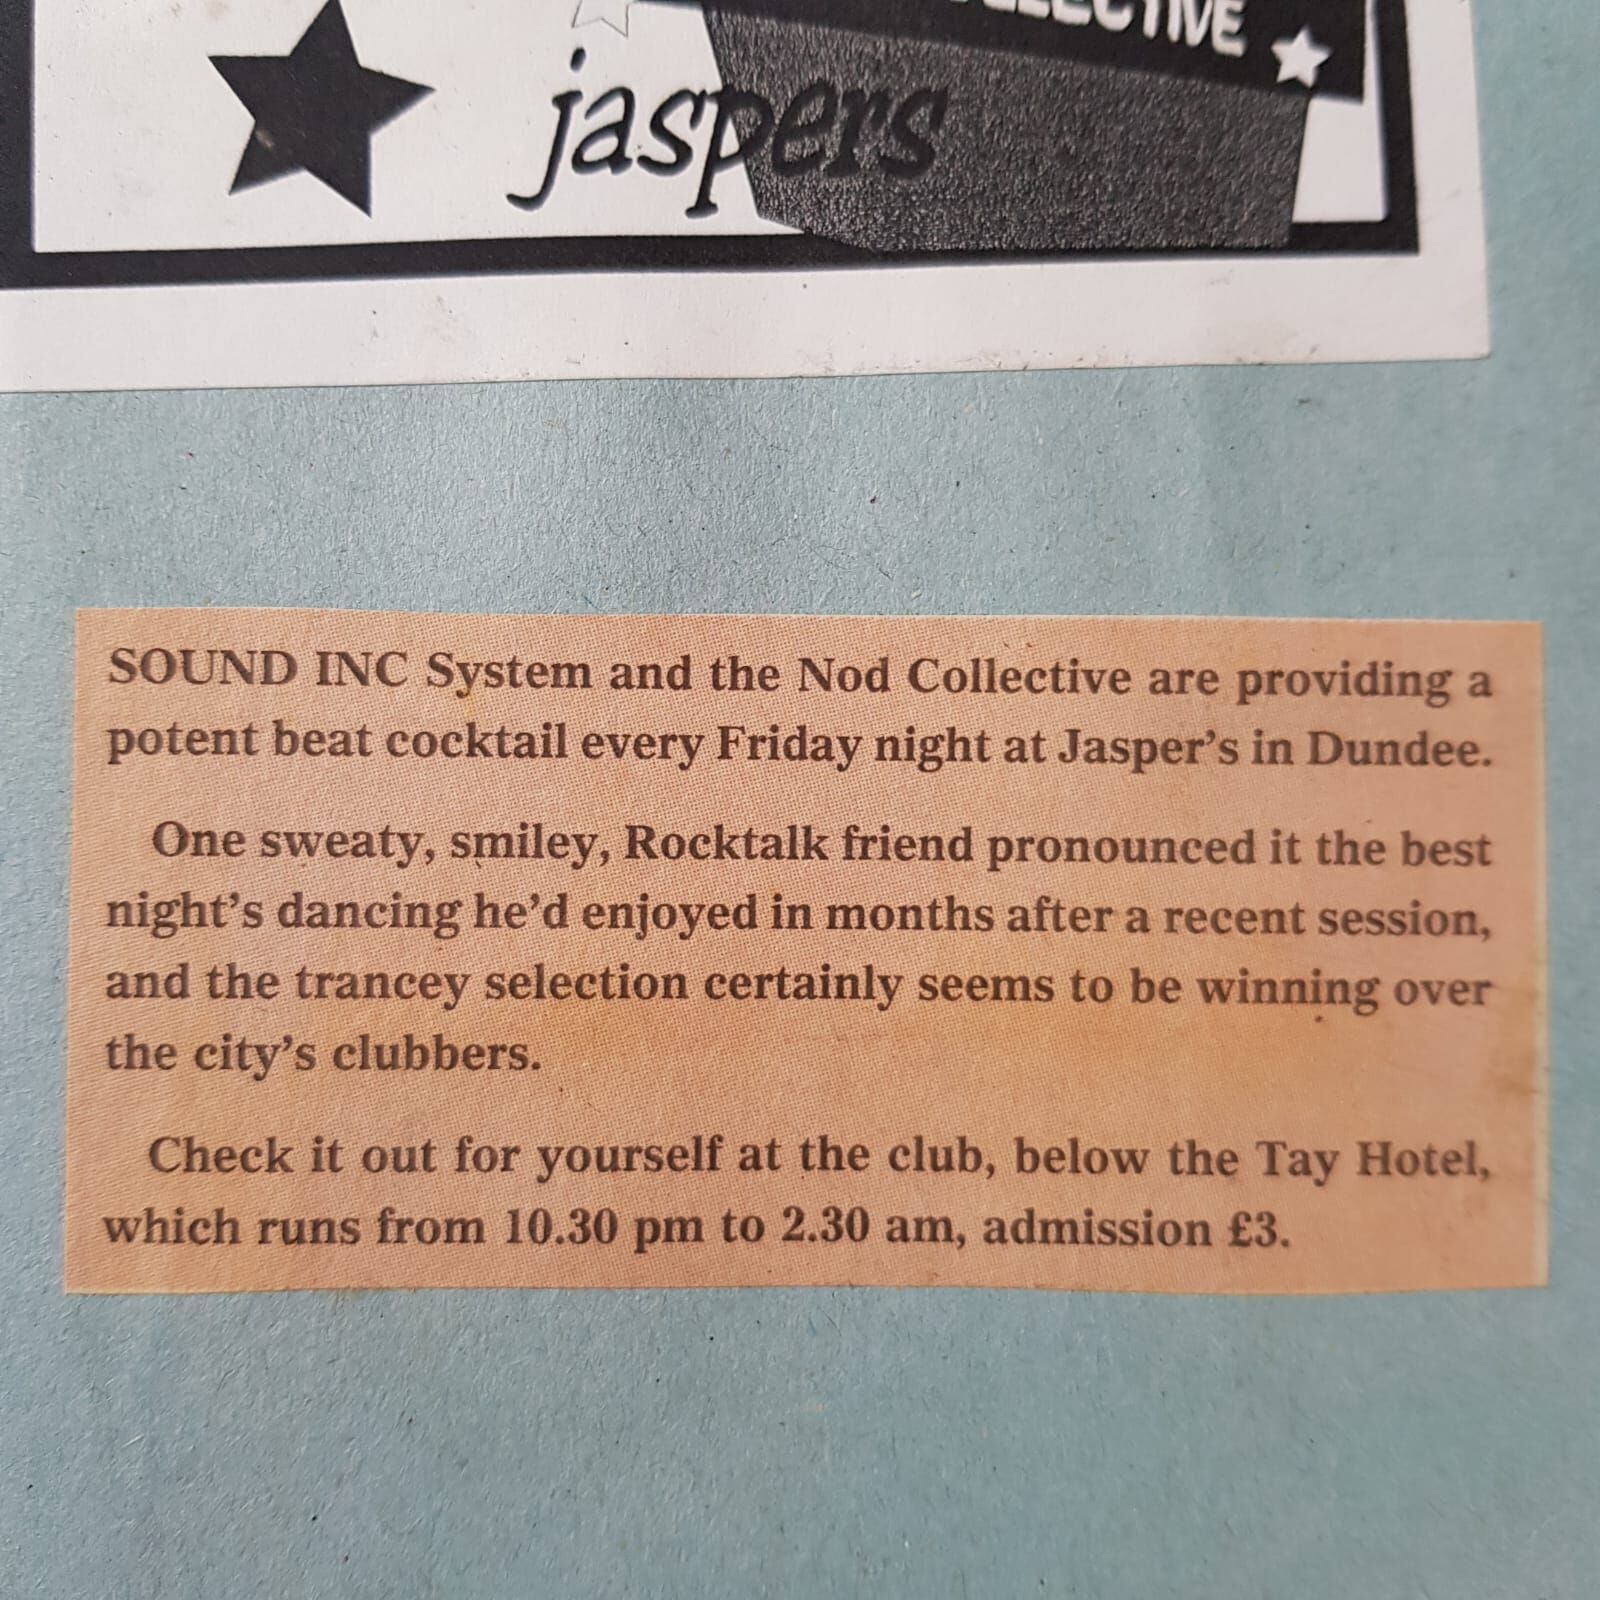 jaspers
SOUND INC System and the Nod Collective are providing a
potent beat cocktail every Friday night at Jasper's in Dundee.
One sweaty, smiley, Rocktalk friend pronounced it the best
night's dancing he'd enjoyed in months after a recent session,
and the trancey selection certainly seems to be winning over
the city's clubbers.
Check it out for yourself at the club, below the Tay Hotel,
which runs from 10.30 pm to 2.30 am, admission £3.